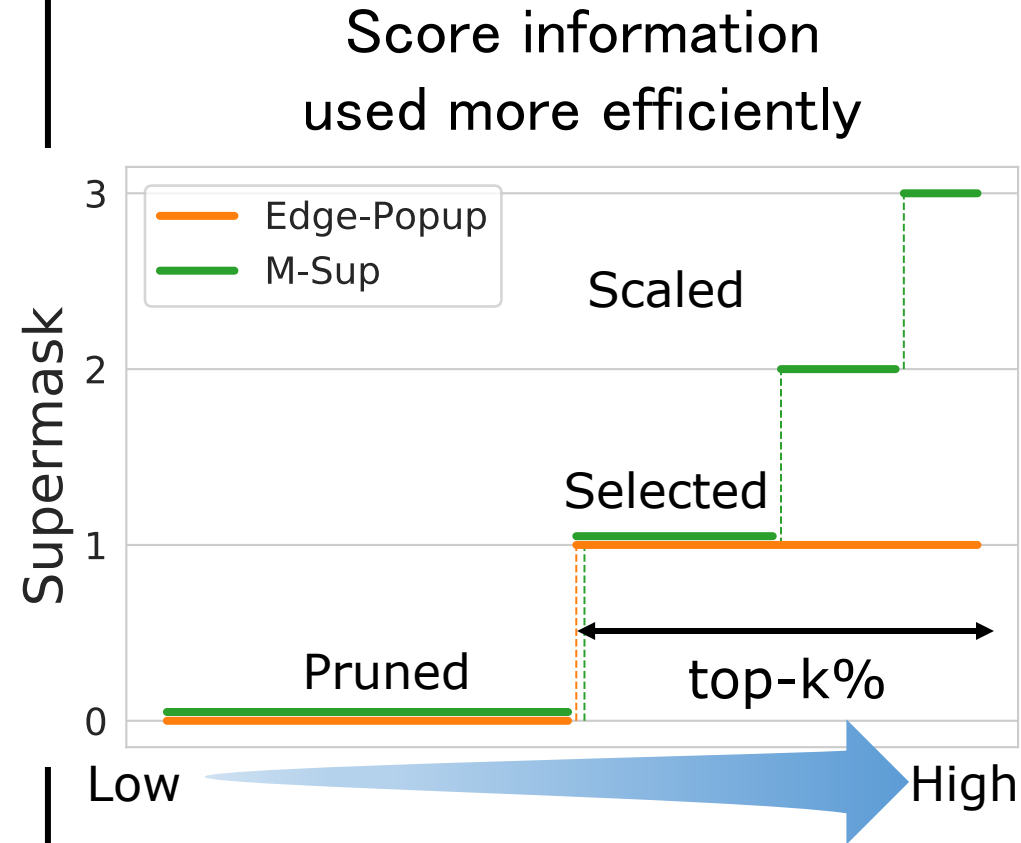 Score information
used more efficiently
3
Edge-Popup
M-Sup
Scaled
Supermask
2
Selected
1
Pruned
top-k%
0
Low
High